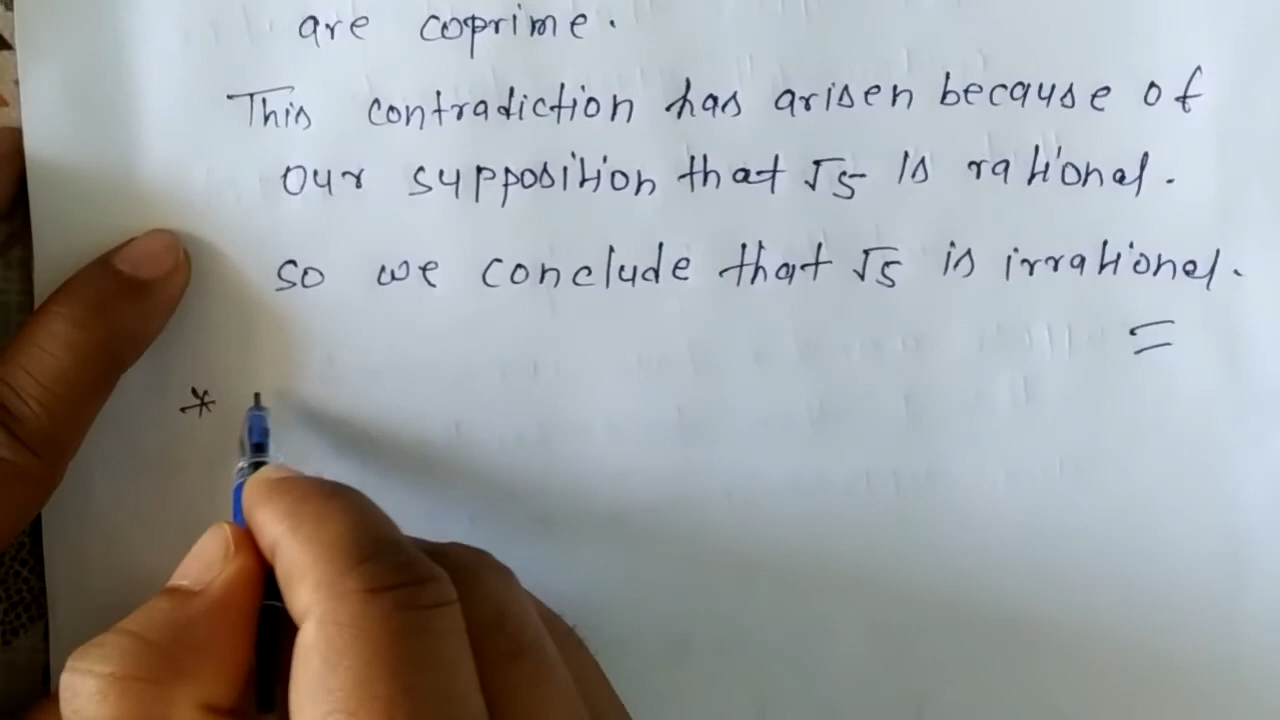 are coprime.
This contradiction has arisen because of
our supposition that √5 is rational.
so we conclude that √5 is irrational.
=
*